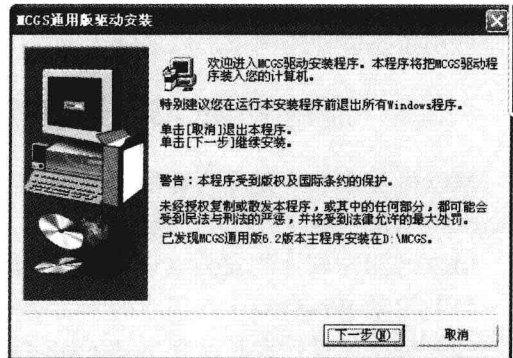 MCGS通用版驱动安装
欢迎进入MCGS驱动安装程序。本程序将把MCGS驱动程
序装入您的计算机。
特别建议您在运行本安装程序前退出所有Windows程序。
单击[取消]退出本程序。
单击[下一步]继续安装。
警告：本程序受到版权及国际条约的保护。
未经授权复制或散发本程序，或其中的任何部分，都可能会
受到民法与刑法的严惩，并将受到法律允许的最大处罚。
已发现MCGS通用版6.2版本主程序安装在D:\MCGS。
下一步(N)
取消